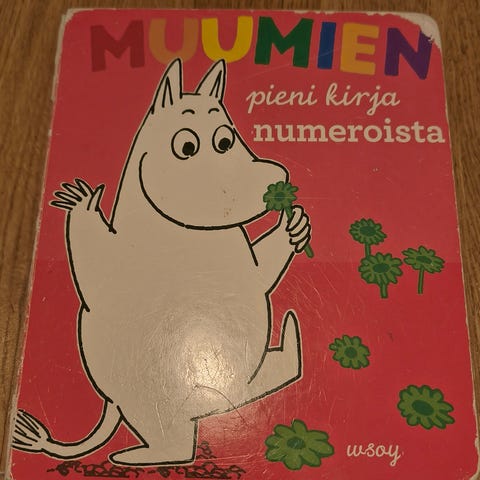 MUUMIEN
pieni kirja
numeroista
wsoy